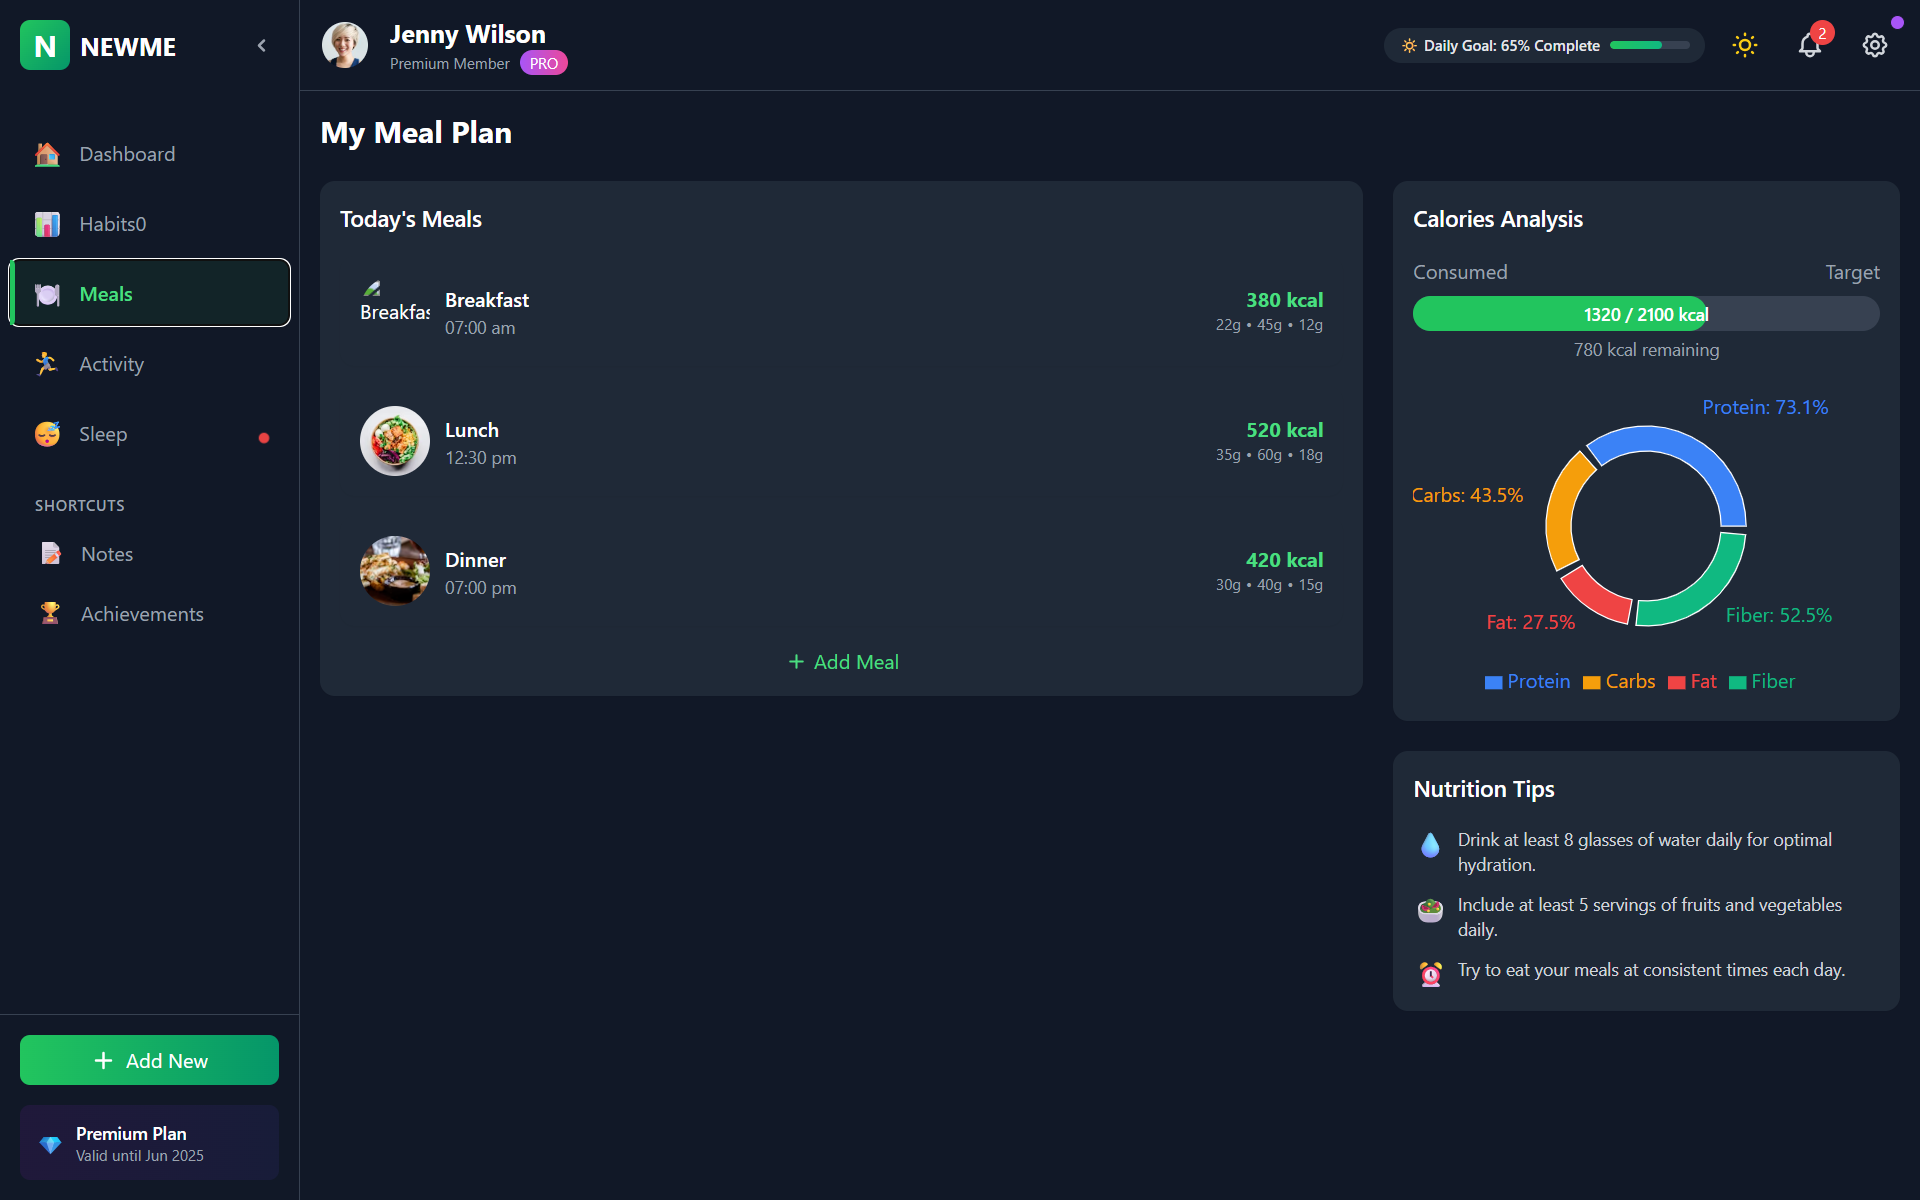 N NEWME
Dashboard
Habits0
Meals
Activity
Sleep
SHORTCUTS
Notes
Achievements
Add New
Premium Plan
Valid until Jun 2025
Jenny Wilson
Premium Member PRO
Daily Goal: 65% Complete
2
My Meal Plan
Today's Meals
Breakfas
Breakfast
07:00 am
380 kcal
22g • 45g • 12g
Lunch
12:30 pm
520 kcal
35g • 60g • 18g
Dinner
07:00 pm
420 kcal
30g • 40g • 15g
+ Add Meal
Calories Analysis
Consumed Target
1320 / 2100 kcal
780 kcal remaining
Protein: 73.1%
Carbs: 43.5%
Fat: 27.5%
Fiber: 52.5%
Protein Carbs Fat Fiber
Nutrition Tips
Drink at least 8 glasses of water daily for optimal
hydration.
Include at least 5 servings of fruits and vegetables
daily.
Try to eat your meals at consistent times each day.